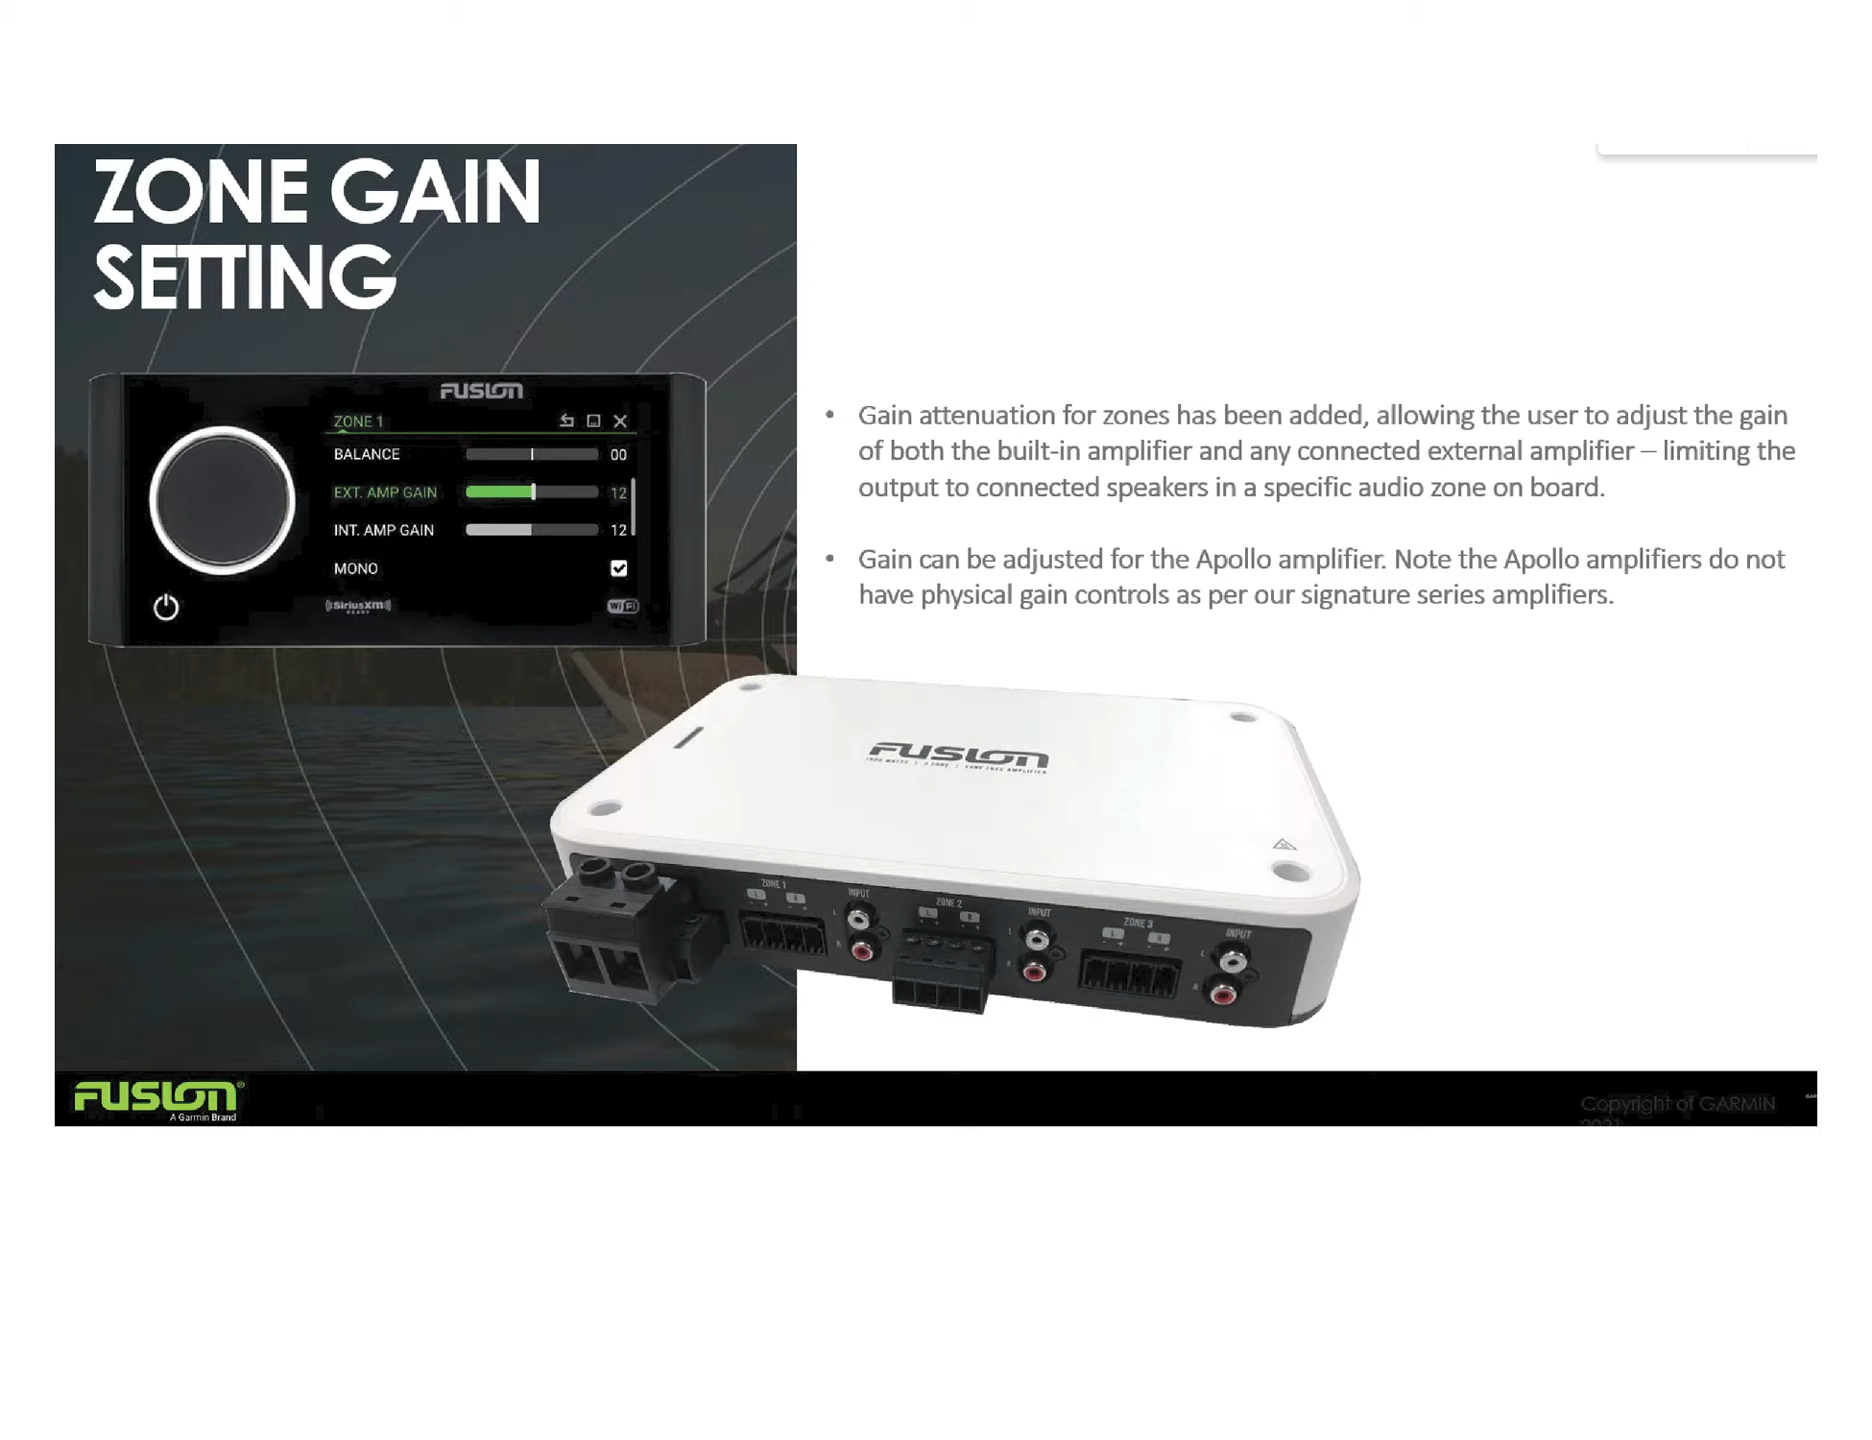 ZONE GAIN
SETTING
FUSION
ZONE 1
BALANCE 00
EXT. AMP GAIN 12
INT. AMP GAIN 12
MONO
((SiriusXM))
READY
WiFi
• Gain attenuation for zones has been added, allowing the user to adjust the gain
of both the built-in amplifier and any connected external amplifier – limiting the
output to connected speakers in a specific audio zone on board.
• Gain can be adjusted for the Apollo amplifier. Note the Apollo amplifiers do not
have physical gain controls as per our signature series amplifiers.
FUSION
ZONE 1
L R
- + - +
INPUT
L
R
ZONE 2
L R
- + - +
INPUT
L
R
ZONE 3
L R
- + - +
INPUT
L
R
FUSION®
A Garmin Brand
Copyright of GARMIN
2021